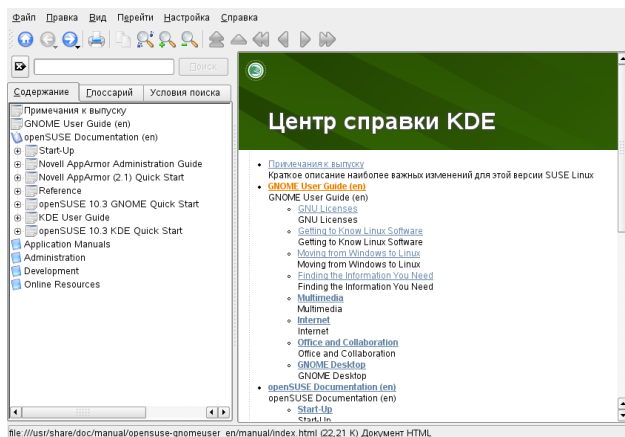 Файл Правка Вид Перейти Настройка Справка
Поиск
Содержание Глоссарий Условия поиска
Примечания к выпуску
GNOME User Guide (en)
openSUSE Documentation (en)
Start-Up
Novell AppArmor Administration Guide
Novell AppArmor (2.1) Quick Start
Reference
openSUSE 10.3 GNOME Quick Start
KDE User Guide
openSUSE 10.3 KDE Quick Start
Application Manuals
Administration
Development
Online Resources
Центр справки KDE
Примечания к выпуску
Краткое описание наиболее важных изменений для этой версии SUSE Linux
GNOME User Guide (en)
GNOME User Guide (en)
GNU Licenses
GNU Licenses
Getting to Know Linux Software
Getting to Know Linux Software
Moving from Windows to Linux
Moving from Windows to Linux
Finding the Information You Need
Finding the Information You Need
Multimedia
Multimedia
Internet
Internet
Office and Collaboration
Office and Collaboration
GNOME Desktop
GNOME Desktop
openSUSE Documentation (en)
openSUSE Documentation (en)
Start-Up
Start-Up
file:///usr/share/doc/manual/opensuse-gnomeuser_en/manual/index.html (22,21 K) Документ HTML